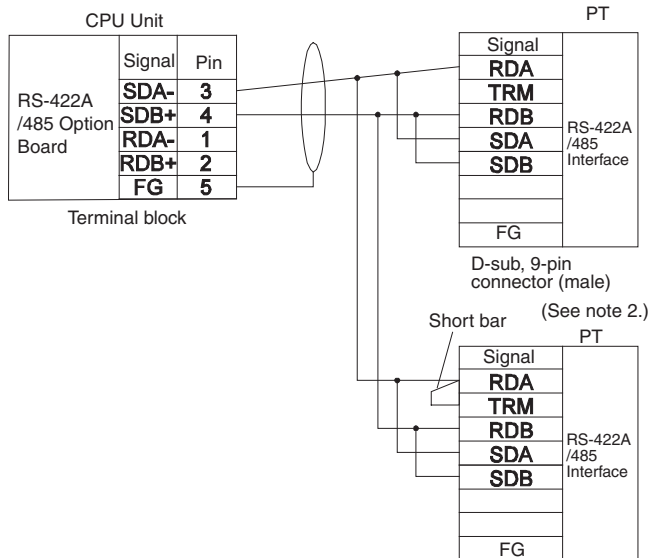 CPU Unit
RS-422A
/485 Option
Board
Signal Pin
SDA- 3
SDB+ 4
RDA- 1
RDB+ 2
FG 5
Terminal block
PT
Signal
RDA
TRM
RDB
SDA
SDB
FG
RS-422A
/485
Interface
D-sub, 9-pin
connector (male)
(See note 2.)
Short bar
PT
Signal
RDA
TRM
RDB
SDA
SDB
FG
RS-422A
/485
Interface